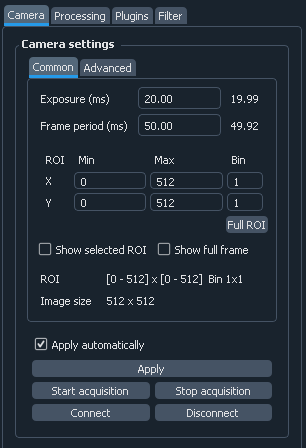 Camera Processing Plugins Filter
Camera settings
Common Advanced
Exposure (ms) 20.00 19.99
Frame period (ms) 50.00 49.92
ROI Min Max Bin
X 0 512 1
Y 0 512 1
Full ROI
Show selected ROI Show full frame
ROI [0 - 512] x [0 - 512] Bin 1x1
Image size 512 x 512
Apply automatically
Apply
Start acquisition Stop acquisition
Connect Disconnect